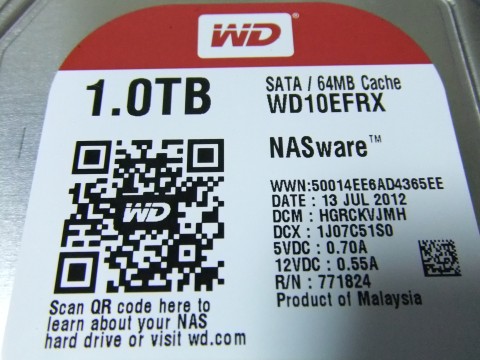 WD
1.0TB
SATA / 64MB Cache
WD10EFRX
NASware™
WD
WWN:50014EE6AD4365EE
DATE : 13 JUL 2012
DCM : HGRCKVJMH
DCX : 1J07C51S0
5VDC : 0.70A
12VDC : 0.55A
R/N : 771824
Product of Malaysia
Scan QR code here to
learn about your NAS
hard drive or visit wd.com